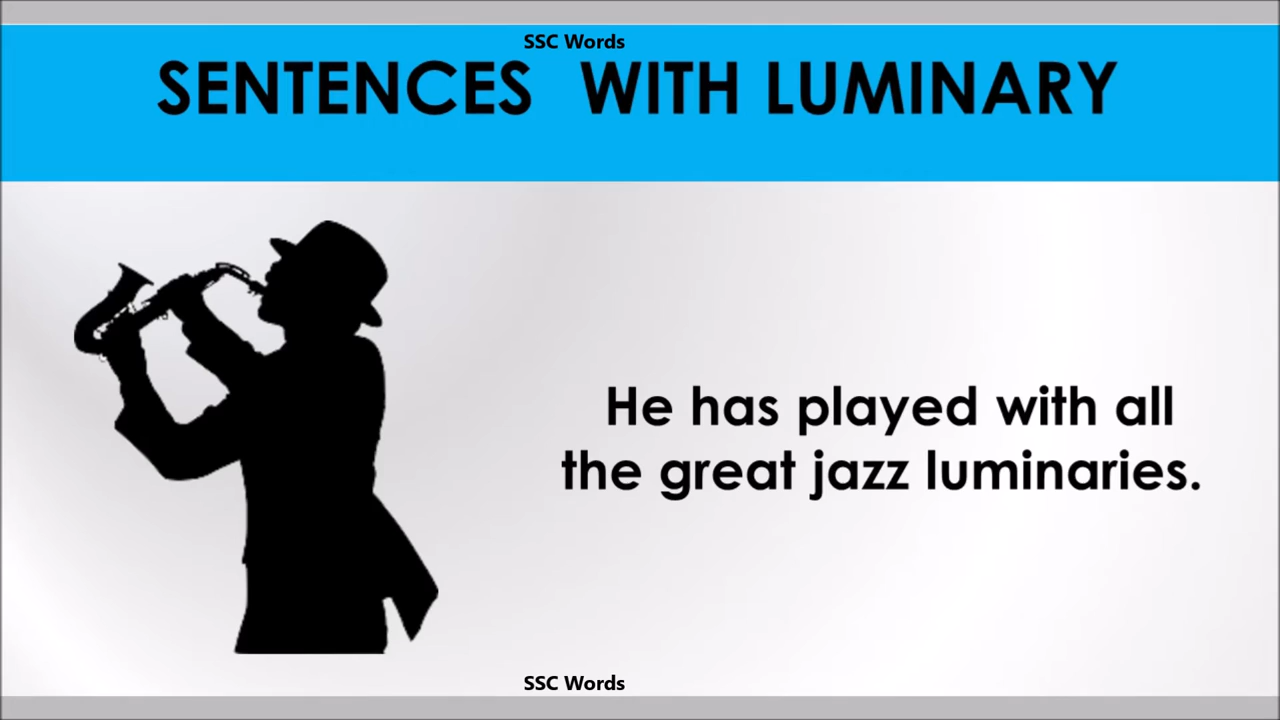 SSC Words
SENTENCES  WITH LUMINARY
He has played with all
the great jazz luminaries.
SSC Words